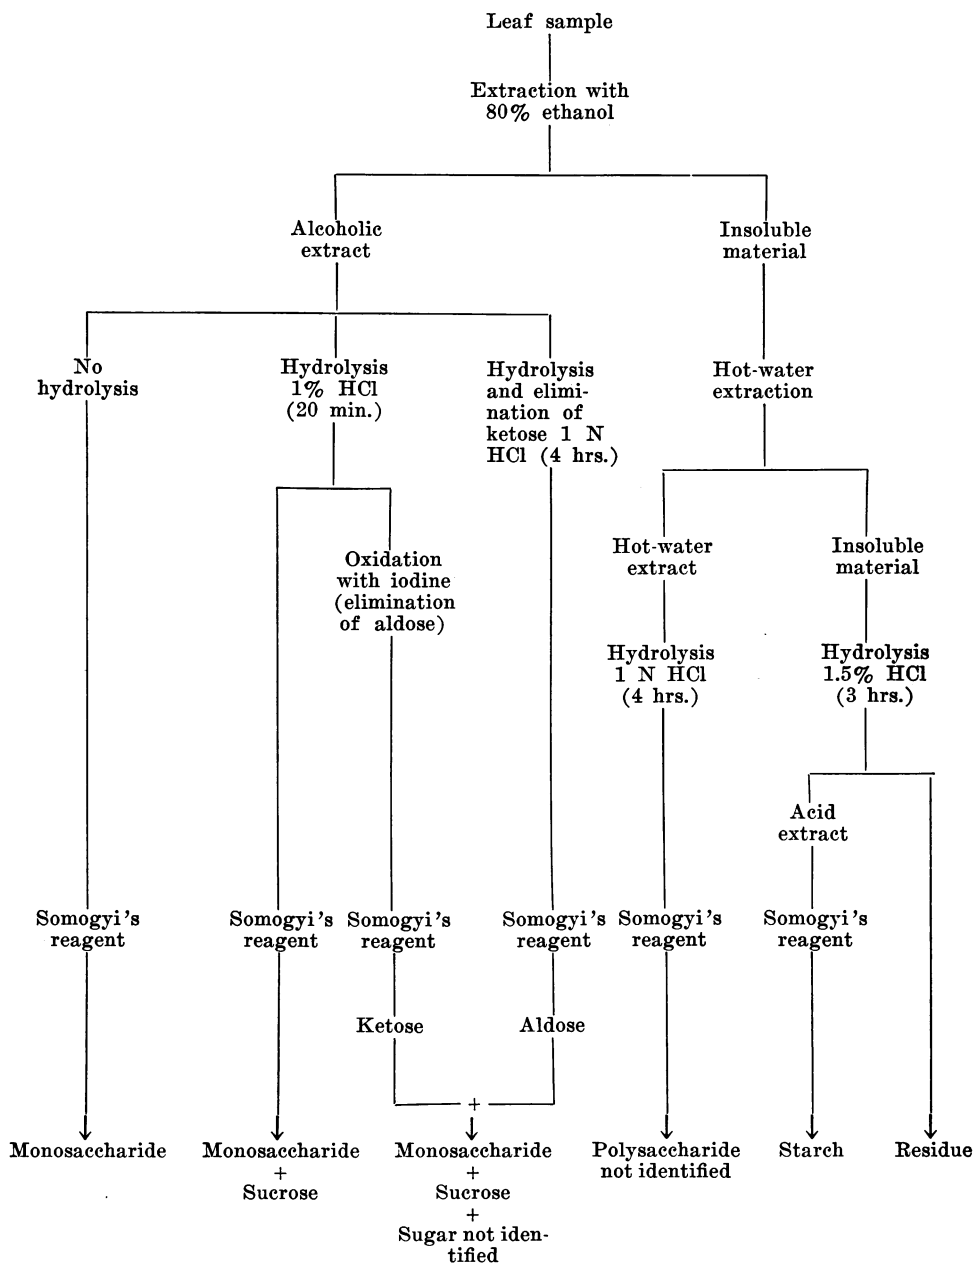 Leaf sample
Extraction with
80% ethanol
Alcoholic
extract
Insoluble
material
No
hydrolysis
Hydrolysis
1% HCl
(20 min.)
Hydrolysis
and elimi-
nation of
ketose 1 N
HCl (4 hrs.)
Hot-water
extraction
Oxidation
with iodine
(elimination
of aldose)
Hot-water
extract
Insoluble
material
Hydrolysis
1 N HCl
(4 hrs.)
Hydrolysis
1.5% HCl
(3 hrs.)
Acid
extract
Somogyi's
reagent
Somogyi's
reagent
Somogyi's
reagent
Somogyi's
reagent
Somogyi's
reagent
Somogyi's
reagent
Ketose
Aldose
+
Monosaccharide
Monosaccharide
+
Sucrose
Monosaccharide
+
Sucrose
+
Sugar not iden-
tified
Polysaccharide
not identified
Starch
Residue